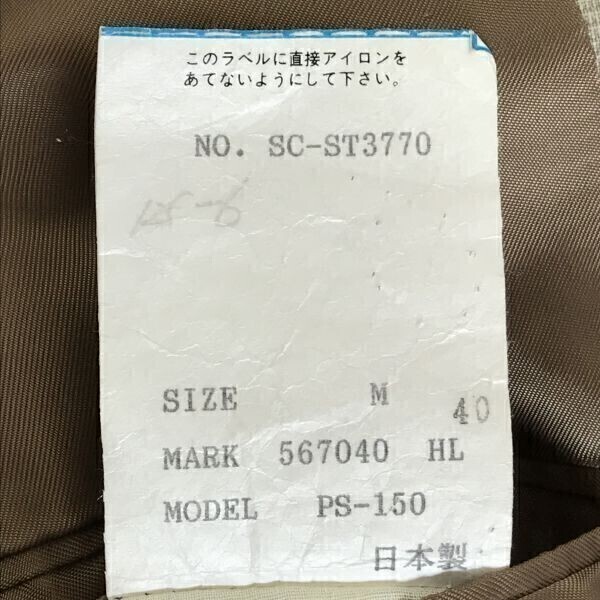 このラベルに直接アイロンを
あてないようにして下さい。
NO. SC-ST3770
SIZE M 40
MARK 567040 HL
MODEL PS-150
日本製